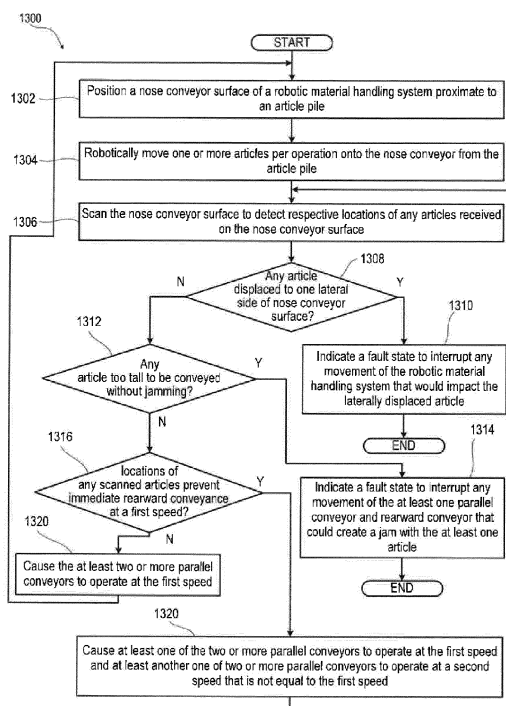 1300
START
1302
Position a nose conveyor surface of a robotic material handling system proximate to
an article pile
1304
Robotically move one or more articles per operation onto the nose conveyor from the
article pile
1306
Scan the nose conveyor surface to detect respective locations of any articles received
on the nose conveyor surface
1308
Any article
displaced to one lateral
side of nose conveyor
surface?
N
Y
1310
Indicate a fault state to interrupt any
movement of the robotic material
handling system that would impact the
laterally displaced article
END
1312
Any
article too tall to be conveyed
without jamming?
Y
N
1314
Indicate a fault state to interrupt any
movement of the at least one parallel
conveyor and rearward conveyor that
could create a jam with the at least one
article
END
1316
locations of
any scanned articles prevent
immediate rearward conveyance
at a first speed?
Y
N
1320
Cause the at least two or more parallel
conveyors to operate at the first speed
1320
Cause at least one of the two or more parallel conveyors to operate at the first speed
and at least another one of two or more parallel conveyors to operate at a second
speed that is not equal to the first speed